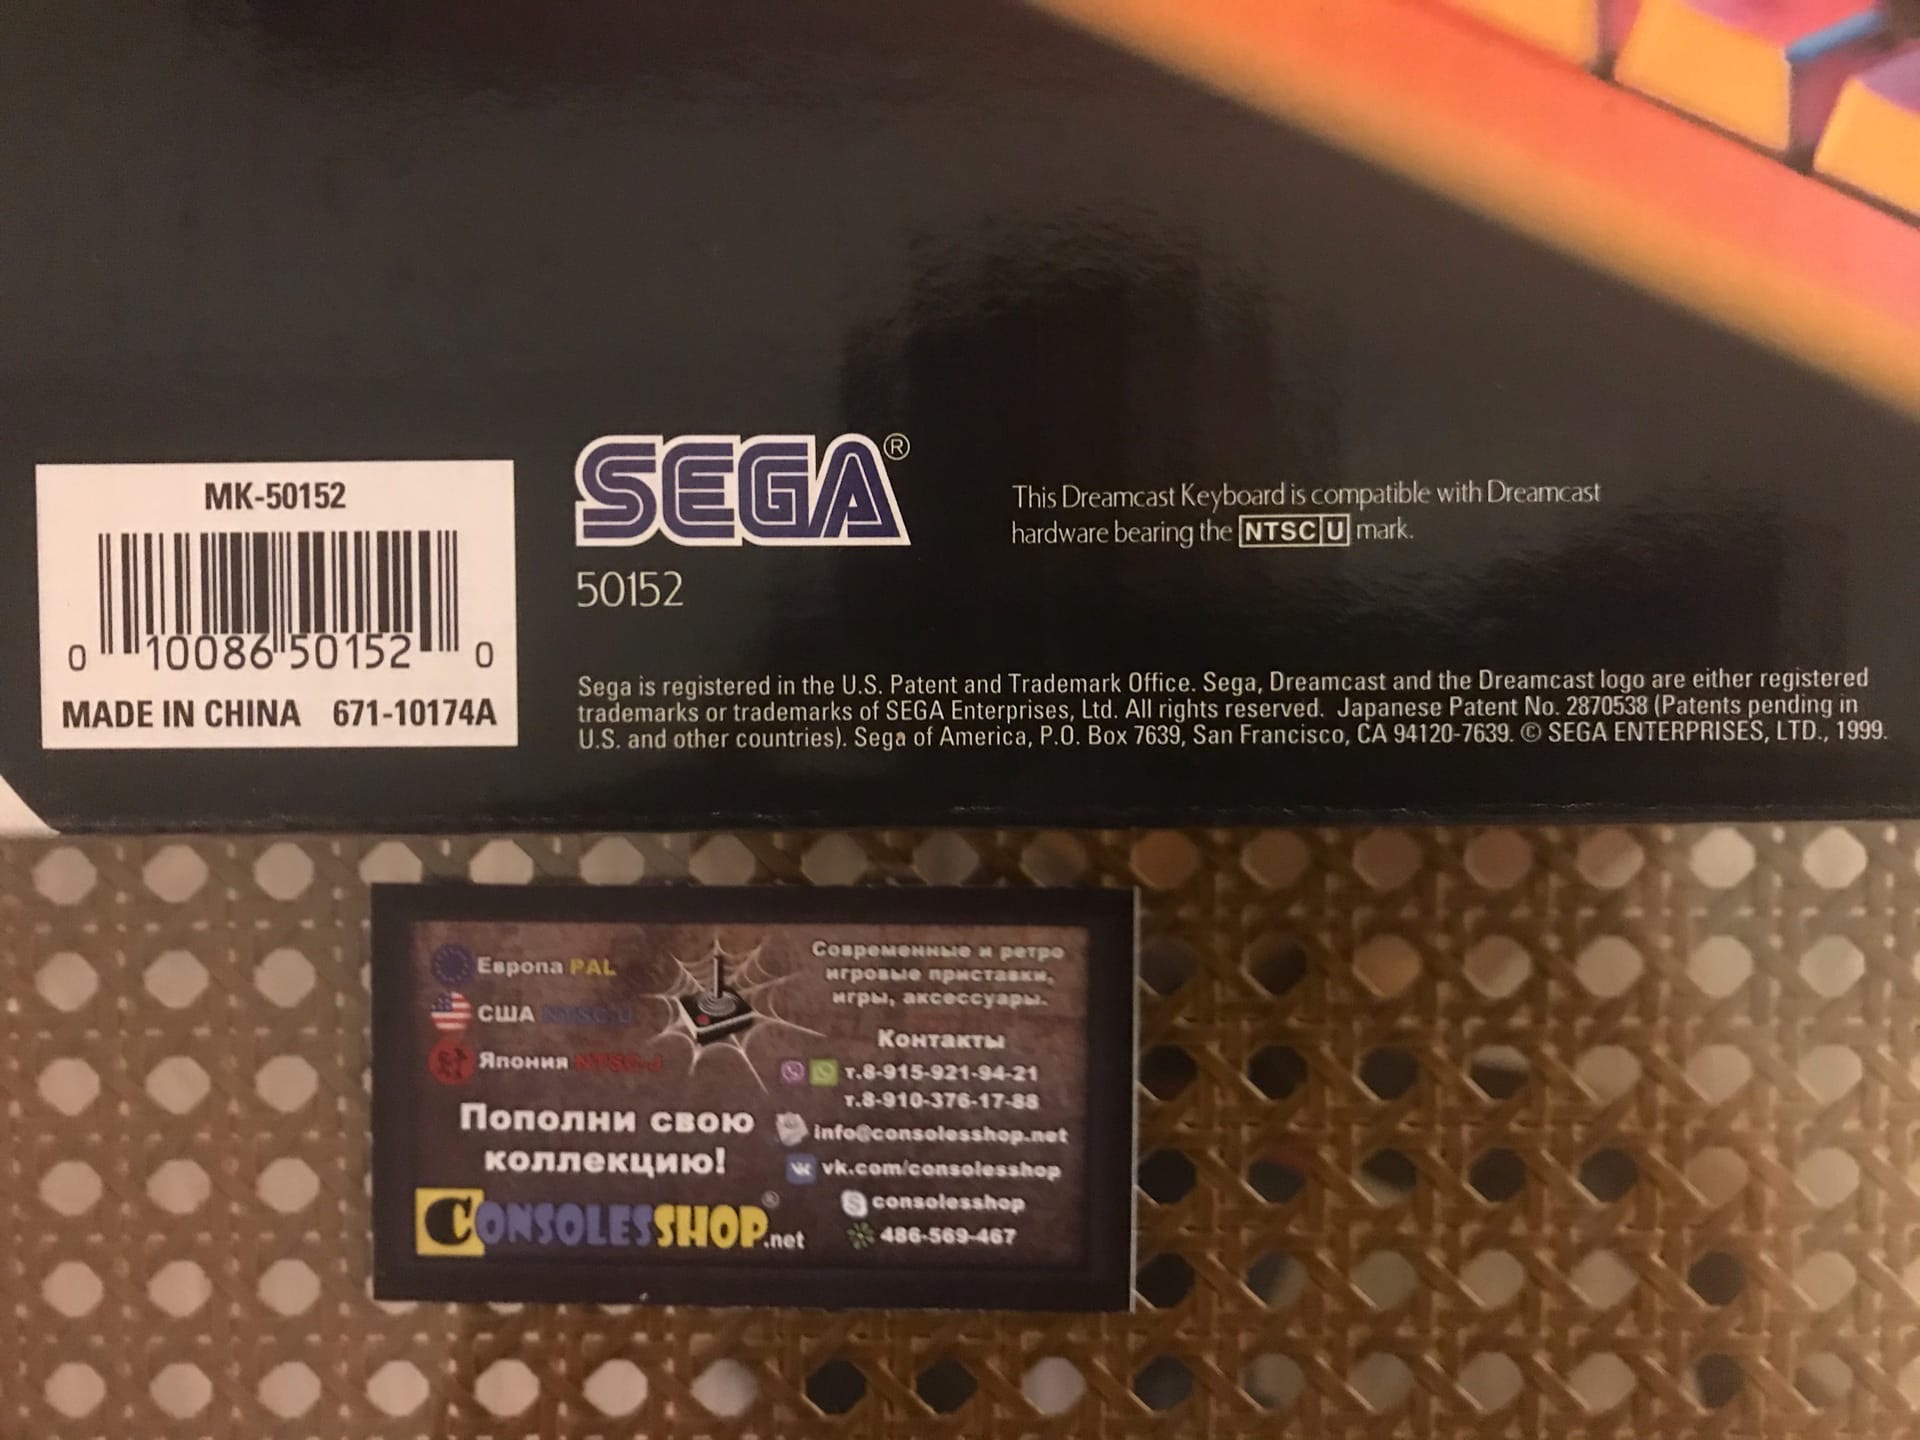 MK-50152
0 10086 50152 0
MADE IN CHINA 671-10174A
SEGA®
50152
This Dreamcast Keyboard is compatible with Dreamcast
hardware bearing the NTSC U mark.
Sega is registered in the U.S. Patent and Trademark Office. Sega, Dreamcast and the Dreamcast logo are either registered
trademarks or trademarks of SEGA Enterprises, Ltd. All rights reserved. Japanese Patent No. 2870538 (Patents pending in
U.S. and other countries). Sega of America, P.O. Box 7639, San Francisco, CA 94120-7639. © SEGA ENTERPRISES, LTD., 1999.
Европа PAL
США NTSC-U
Япония NTSC-J
Пополни свою
коллекцию!
CONSOLESSHOP®.net
Современные и ретро
игровые приставки,
игры, аксессуары.
Контакты
т.8-915-921-94-21
т.8-910-376-17-88
info@consolesshop.net
vk.com/consolesshop
consolesshop
486-569-467